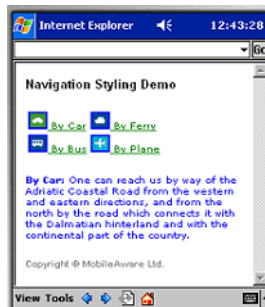 Internet Explorer 12:43:28
Go
Navigation Styling Demo
By Car By Ferry
By Bus By Plane
By Car: One can reach us by way of the
Adriatic Coastal Road from the western
and eastern directions, and from the
north by the road which connects it with
the Dalmatian hinterland and with the
continental part of the country.
Copyright © MobileAware Ltd.
View Tools